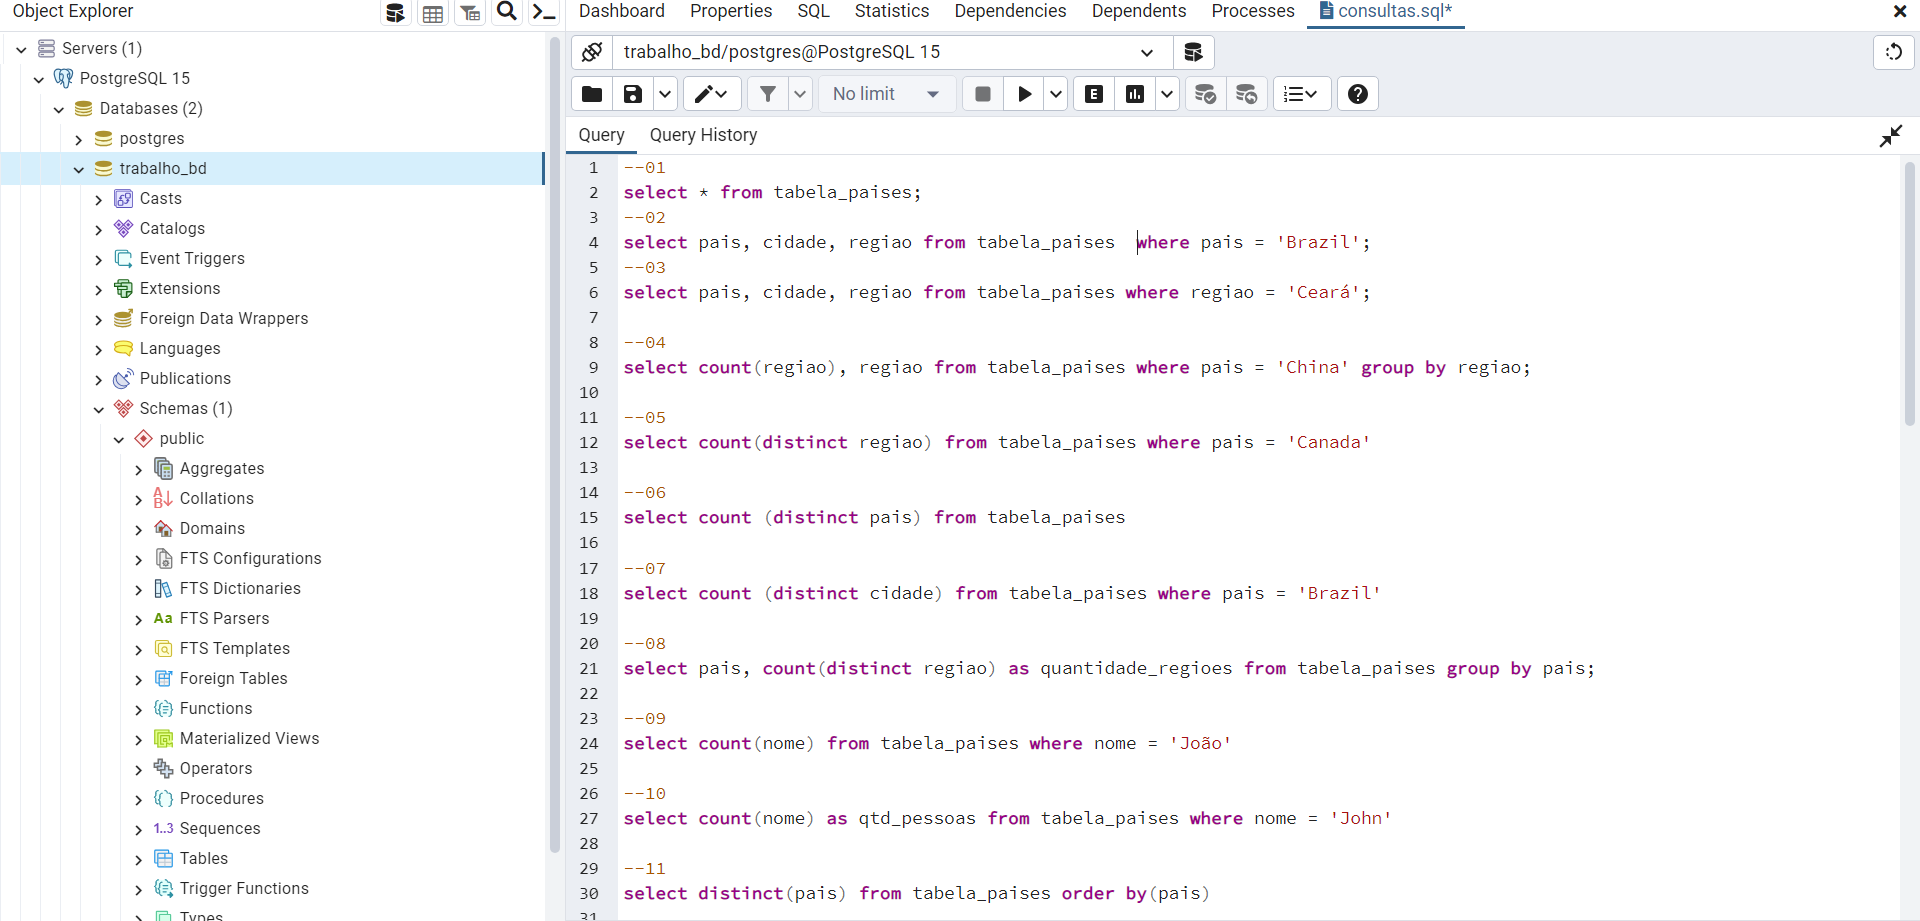 Object Explorer
Dashboard Properties SQL Statistics Dependencies Dependents Processes consultas.sql*
Servers (1)
PostgreSQL 15
Databases (2)
postgres
trabalho_bd
Casts
Catalogs
Event Triggers
Extensions
Foreign Data Wrappers
Languages
Publications
Schemas (1)
public
Aggregates
Collations
Domains
FTS Configurations
FTS Dictionaries
Aa FTS Parsers
FTS Templates
Foreign Tables
Functions
Materialized Views
Operators
Procedures
1..3 Sequences
Tables
Trigger Functions
Types
trabalho_bd/postgres@PostgreSQL 15
No limit
E
Query Query History
1 --01
2 select * from tabela_paises;
3 --02
4 select pais, cidade, regiao from tabela_paises  where pais = 'Brazil';
5 --03
6 select pais, cidade, regiao from tabela_paises where regiao = 'Ceará';
7
8 --04
9 select count(regiao), regiao from tabela_paises where pais = 'China' group by regiao;
10
11 --05
12 select count(distinct regiao) from tabela_paises where pais = 'Canada'
13
14 --06
15 select count (distinct pais) from tabela_paises
16
17 --07
18 select count (distinct cidade) from tabela_paises where pais = 'Brazil'
19
20 --08
21 select pais, count(distinct regiao) as quantidade_regioes from tabela_paises group by pais;
22
23 --09
24 select count(nome) from tabela_paises where nome = 'João'
25
26 --10
27 select count(nome) as qtd_pessoas from tabela_paises where nome = 'John'
28
29 --11
30 select distinct(pais) from tabela_paises order by(pais)
31